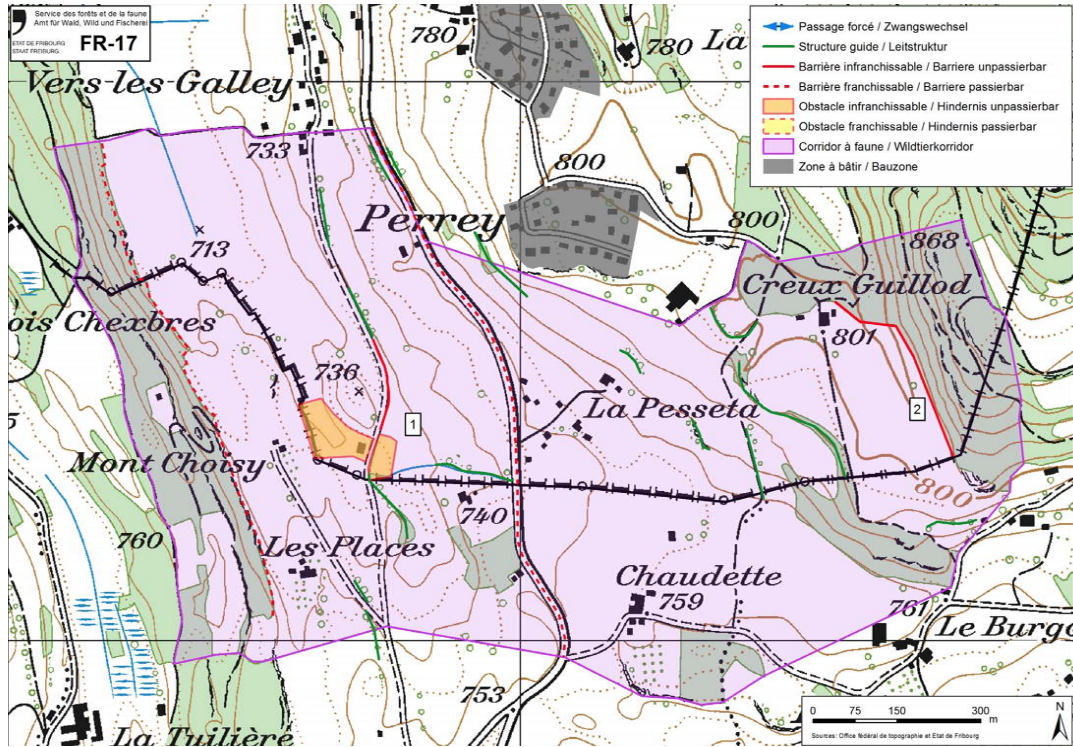 Service des forêts et de la faune
Amt für Wald, Wild und Fischerei
ETAT DE FRIBOURG
STAAT FREIBURG
FR-17
Passage forcé / Zwangswechsel
Structure guide / Leitstruktur
Barrière infranchissable / Barriere unpassierbar
Barrière franchissable / Barriere passierbar
Obstacle infranchissable / Hindernis unpassierbar
Obstacle franchissable / Hindernis passierbar
Corridor à faune / Wildtierkorridor
Zone à bâtir / Bauzone
780
780
La
Vers-les-Galley
733
800
Perrey
800
713
868
Creux Guillod
ois Chexbres
801
736
La Pesseta
1
2
Mont Choisy
800
740
760
Les Places
Chaudette
759
761
Le Burgo
753
La Tuilière
0 75 150 300
m
N
Sources: Office fédéral de topographie et Etat de Fribourg